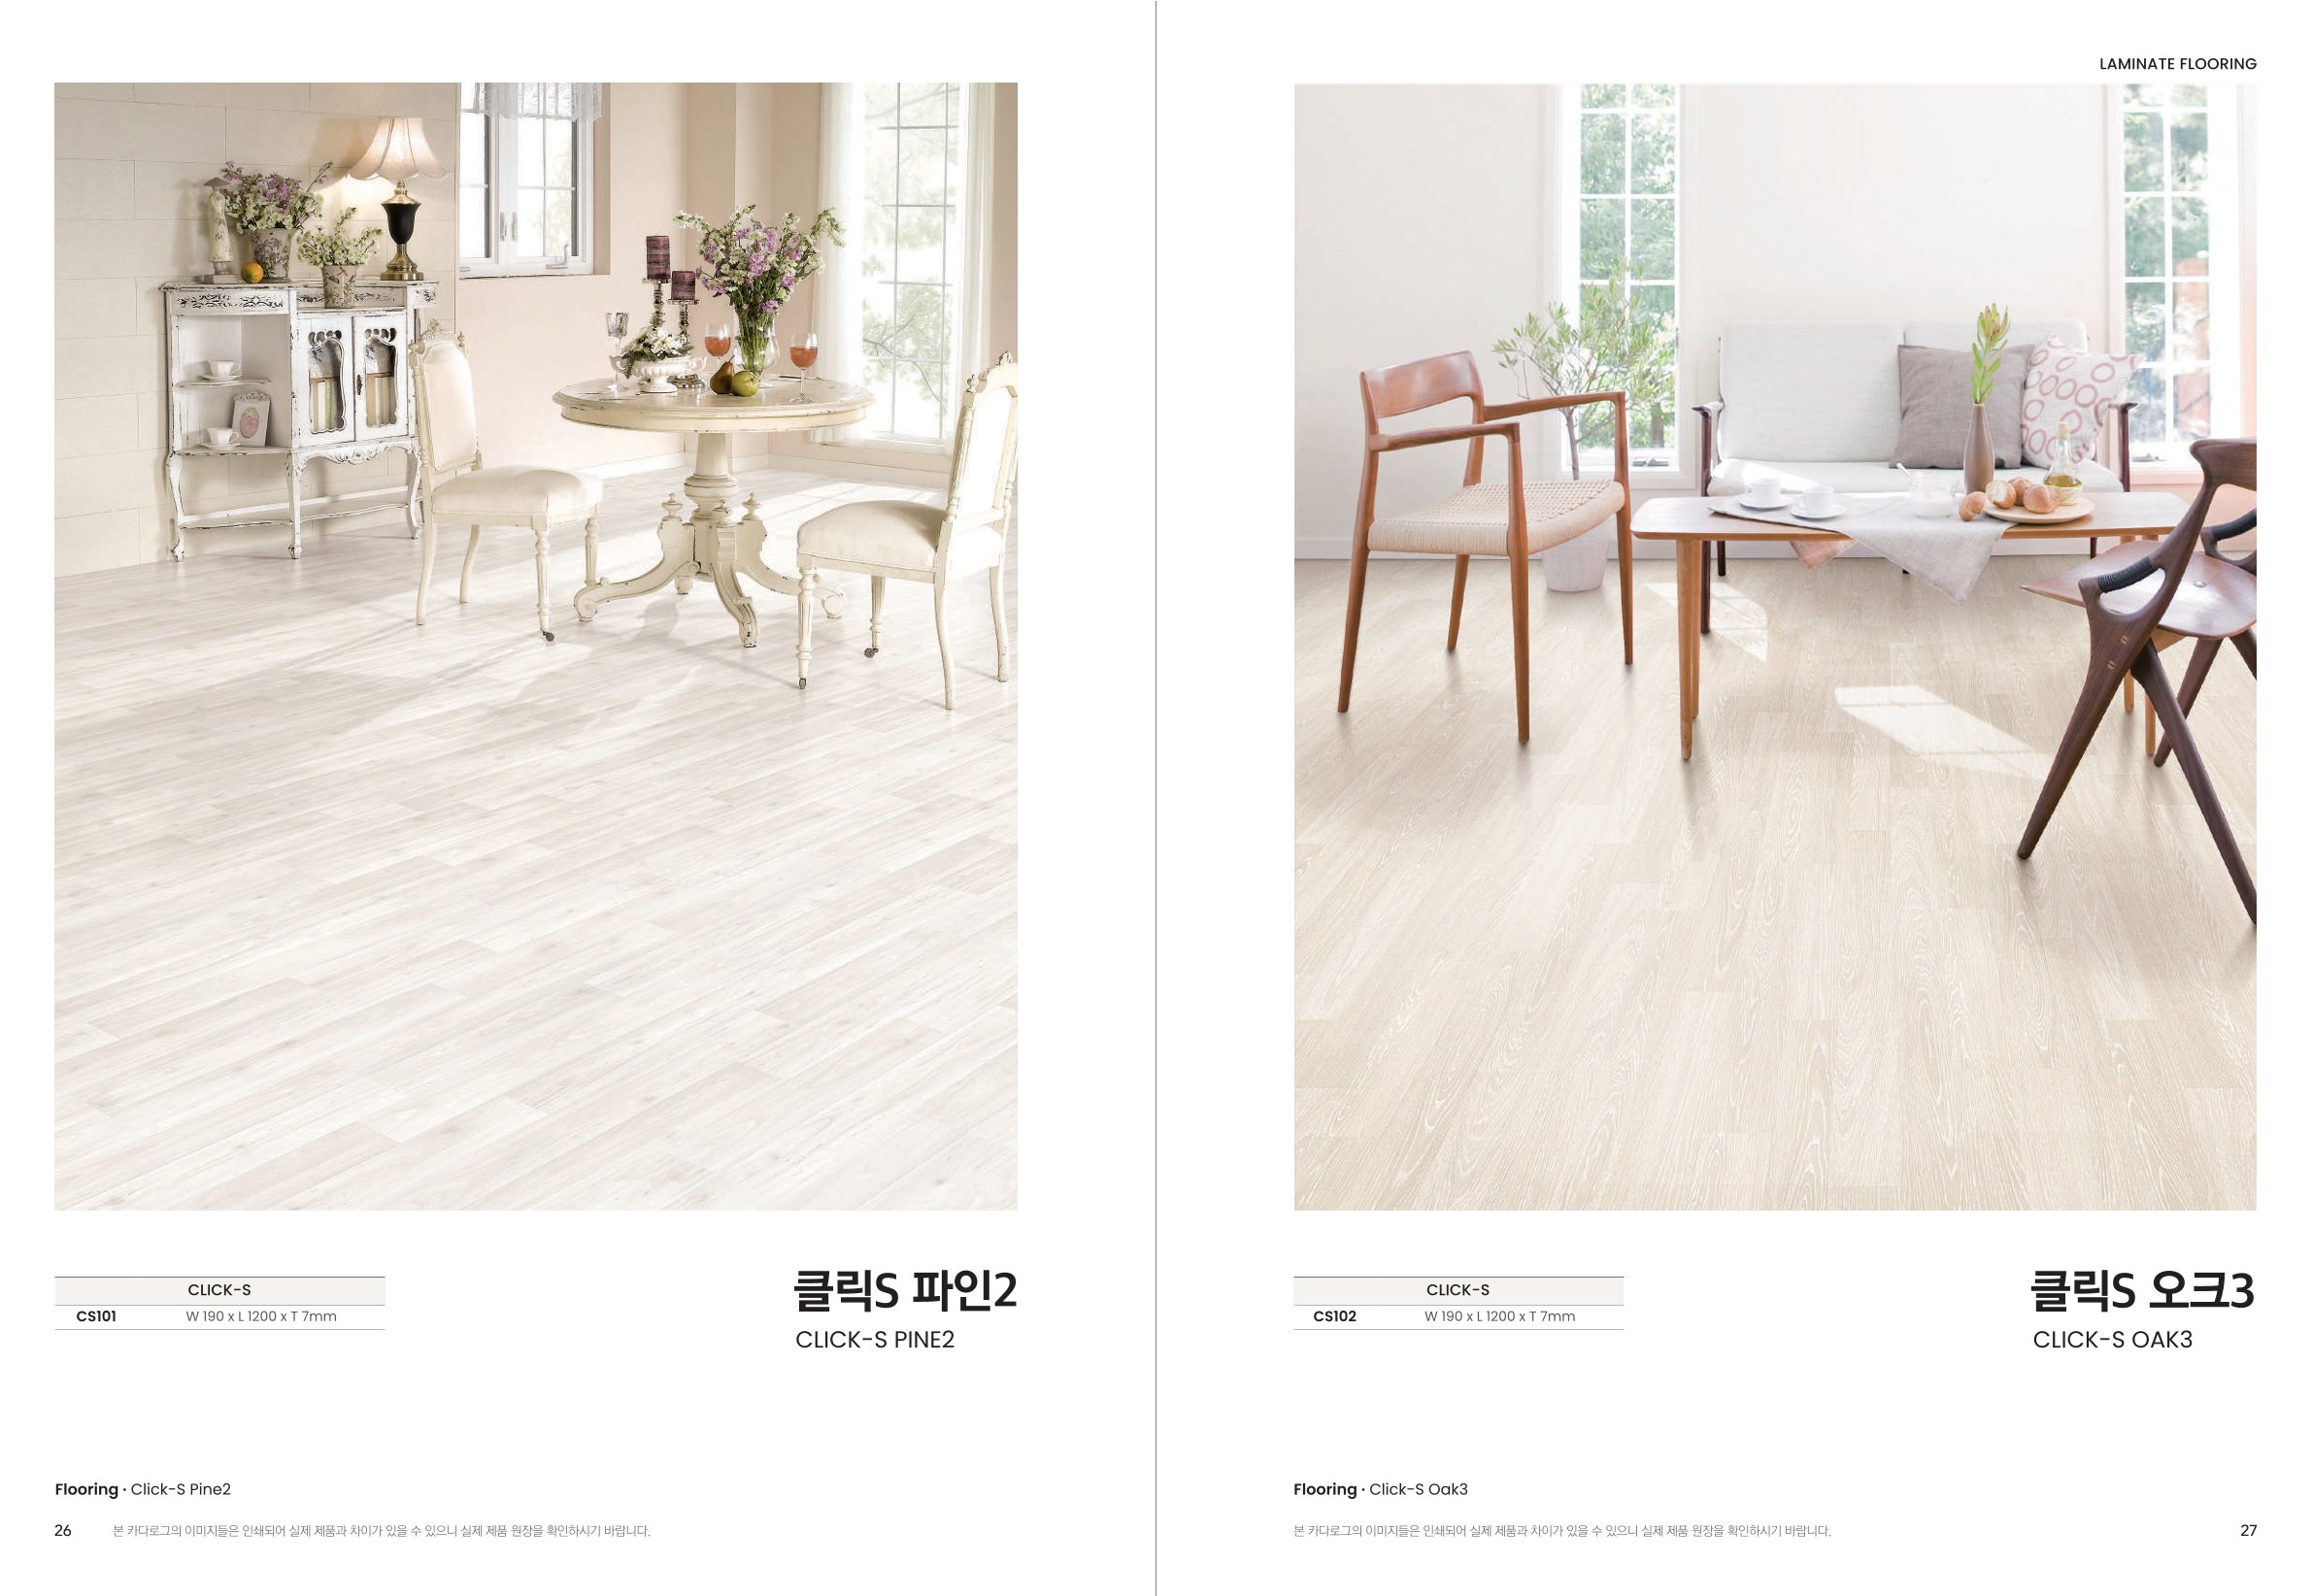 CLICK-S
CS101 W 190 x L 1200 x T 7mm
클릭S 파인2
CLICK-S PINE2
Flooring · Click-S Pine2
26 본 카다로그의 이미지들은 인쇄되어 실제 제품과 차이가 있을 수 있으니 실제 제품 원장을 확인하시기 바랍니다.
LAMINATE FLOORING
CLICK-S
CS102 W 190 x L 1200 x T 7mm
클릭S 오크3
CLICK-S OAK3
Flooring · Click-S Oak3
본 카다로그의 이미지들은 인쇄되어 실제 제품과 차이가 있을 수 있으니 실제 제품 원장을 확인하시기 바랍니다. 27